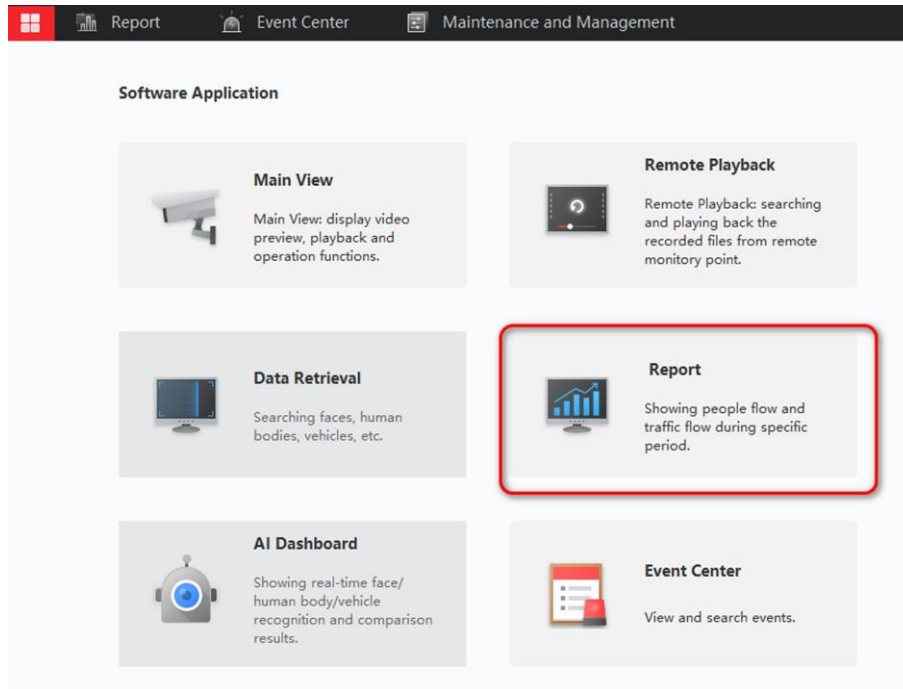 Report Event Center Maintenance and Management
Software Application
Main View
Main View: display video
preview, playback and
operation functions.
Remote Playback
Remote Playback: searching
and playing back the
recorded files from remote
monitory point.
Data Retrieval
Searching faces, human
bodies, vehicles, etc.
Report
Showing people flow and
traffic flow during specific
period.
AI Dashboard
Showing real-time face/
human body/vehicle
recognition and comparison
results.
Event Center
View and search events.